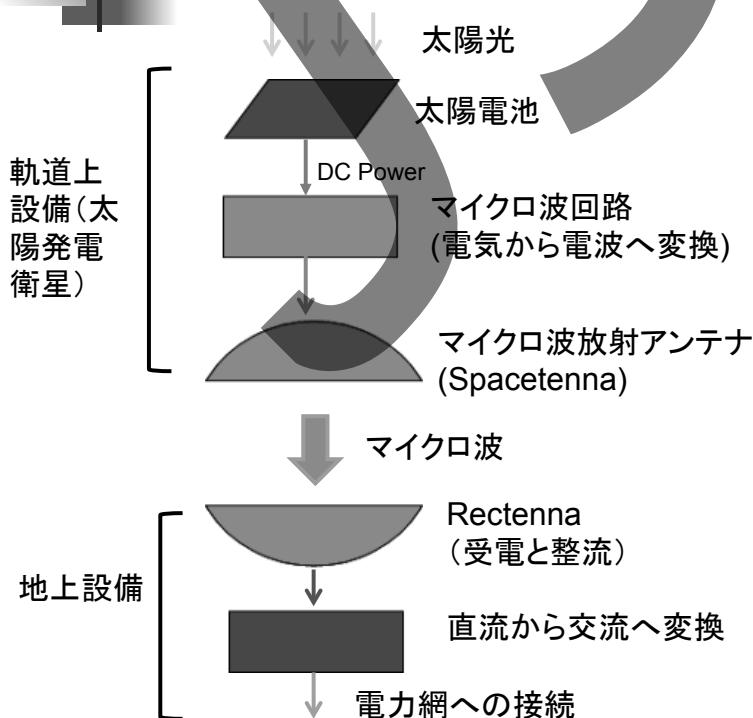 太陽光
太陽電池
DC Power
軌道上
設備(太
陽発電
衛星)
マイクロ波回路
(電気から電波へ変換)
マイクロ波放射アンテナ
(Spacetenna)
マイクロ波
Rectenna
(受電と整流)
地上設備
直流から交流へ変換
電力網への接続